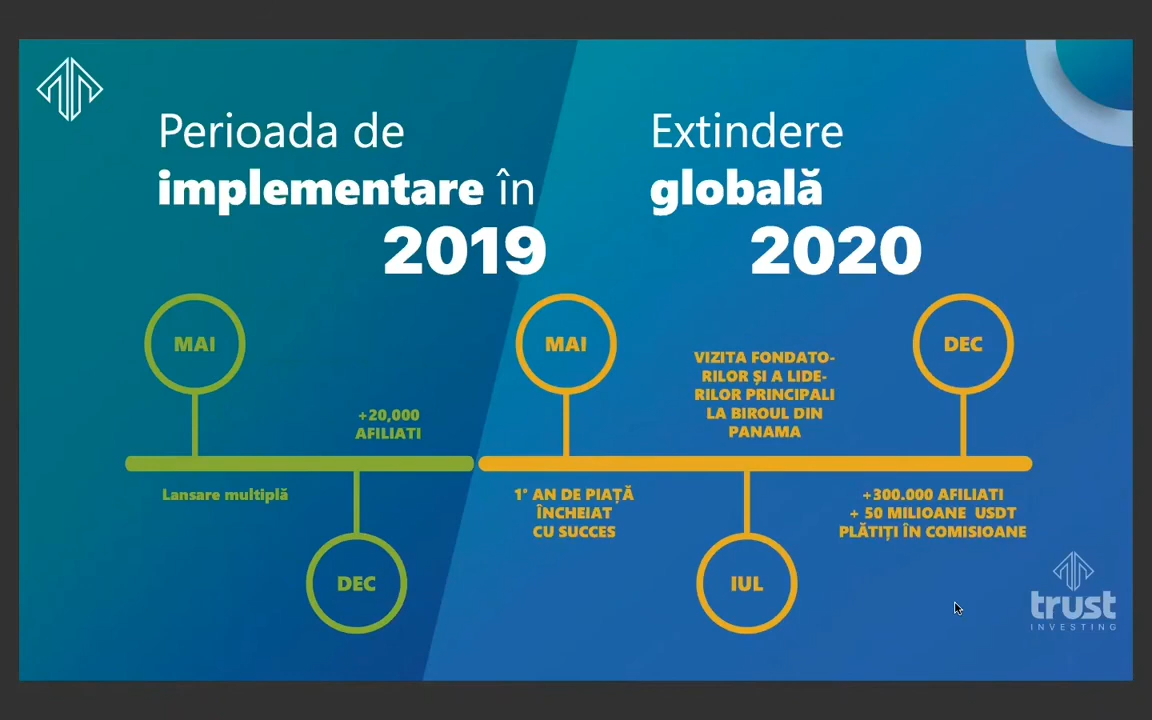 Perioada de
implementare în
2019
Extindere
globală
2020
MAI
+20,000
AFILIATI
Lansare multiplă
DEC
MAI
1° AN DE PIAȚĂ
ÎNCHEIAT
CU SUCCES
VIZITA FONDATO-
RILOR ȘI A LIDE-
RILOR PRINCIPALI
LA BIROUL DIN
PANAMA
IUL
DEC
+300.000 AFILIATI
+ 50 MILIOANE USDT
PLĂTIȚI ÎN COMISIOANE
trust
INVESTING